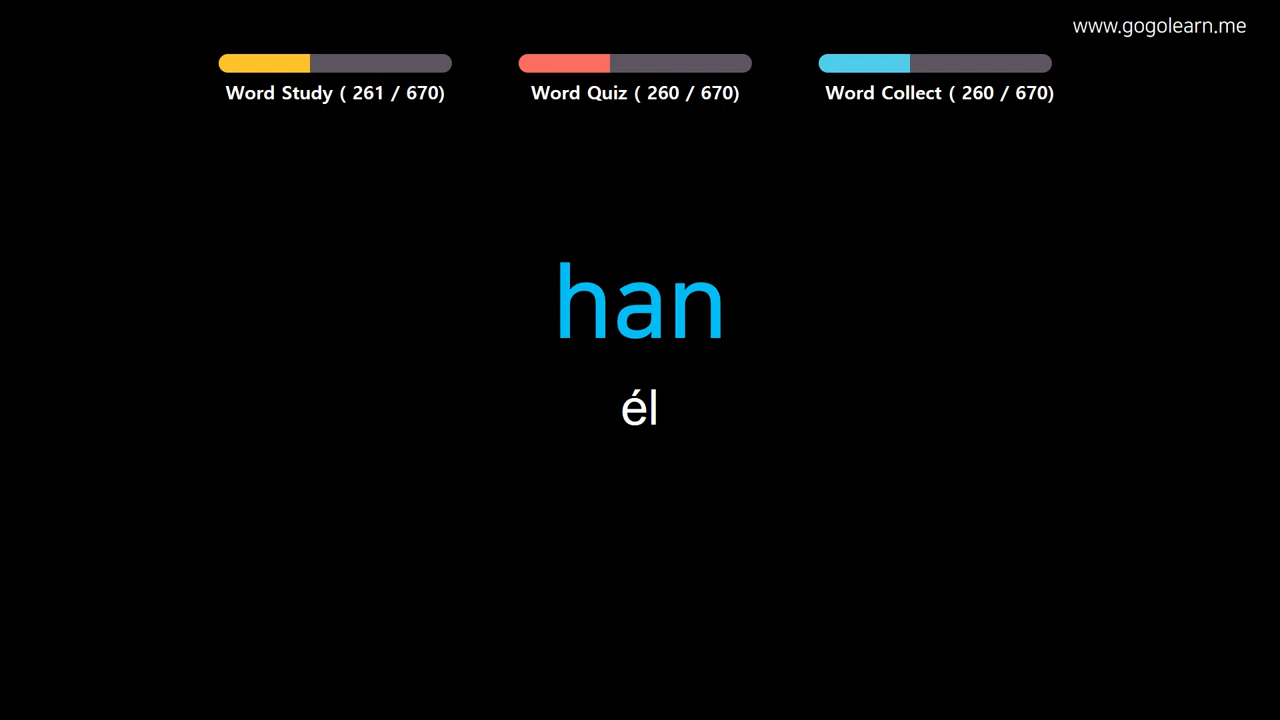 www.gogolearn.me
Word Study ( 261 / 670)
Word Quiz ( 260 / 670)
Word Collect ( 260 / 670)
han
él